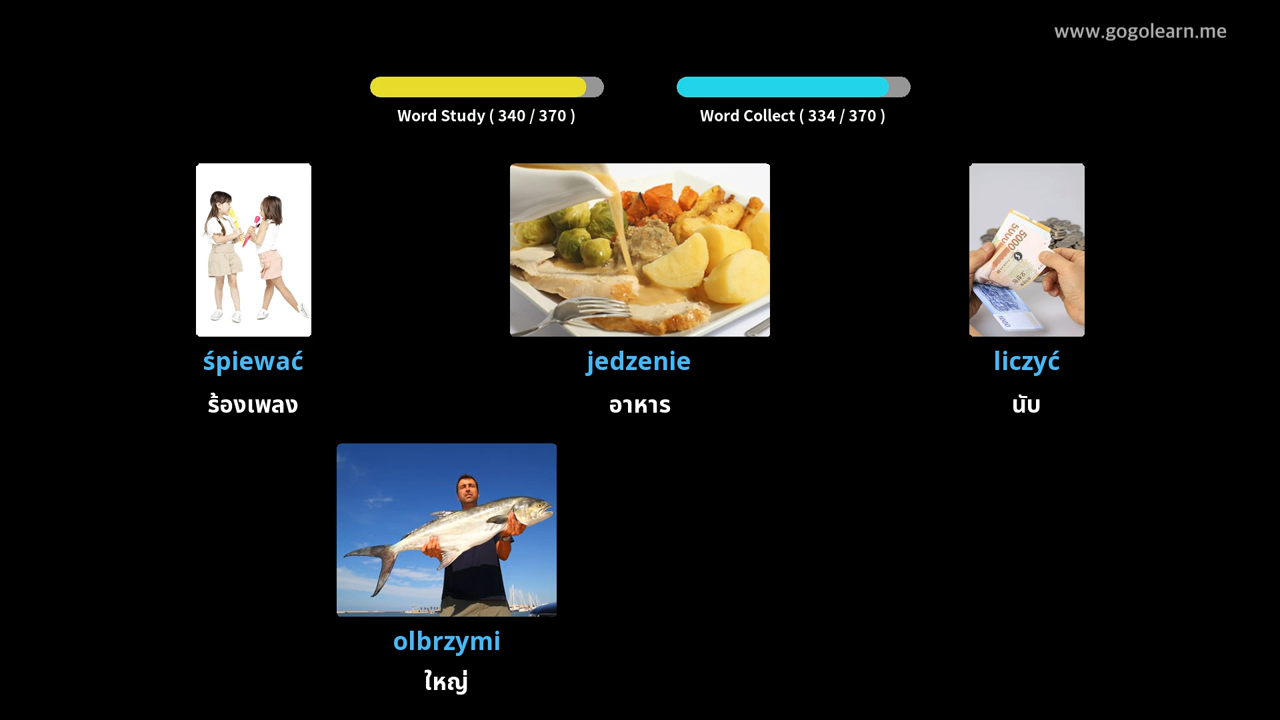 www.gogolearn.me
Word Study ( 340 / 370 )
Word Collect ( 334 / 370 )
śpiewać
ร้องเพลง
jedzenie
อาหาร
liczyć
นับ
olbrzymi
ใหญ่